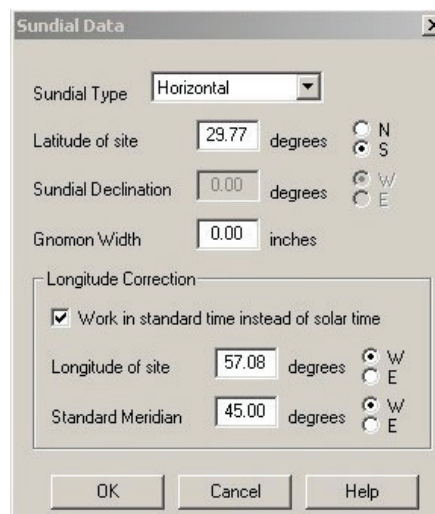 Sundial Data
Sundial Type Horizontal
Latitude of site 29.77 degrees N
S
Sundial Declination 0.00 degrees W
E
Gnomon Width 0.00 inches
Longitude Correction
Work in standard time instead of solar time
Longitude of site 57.08 degrees W
E
Standard Meridian 45.00 degrees W
E
OK Cancel Help